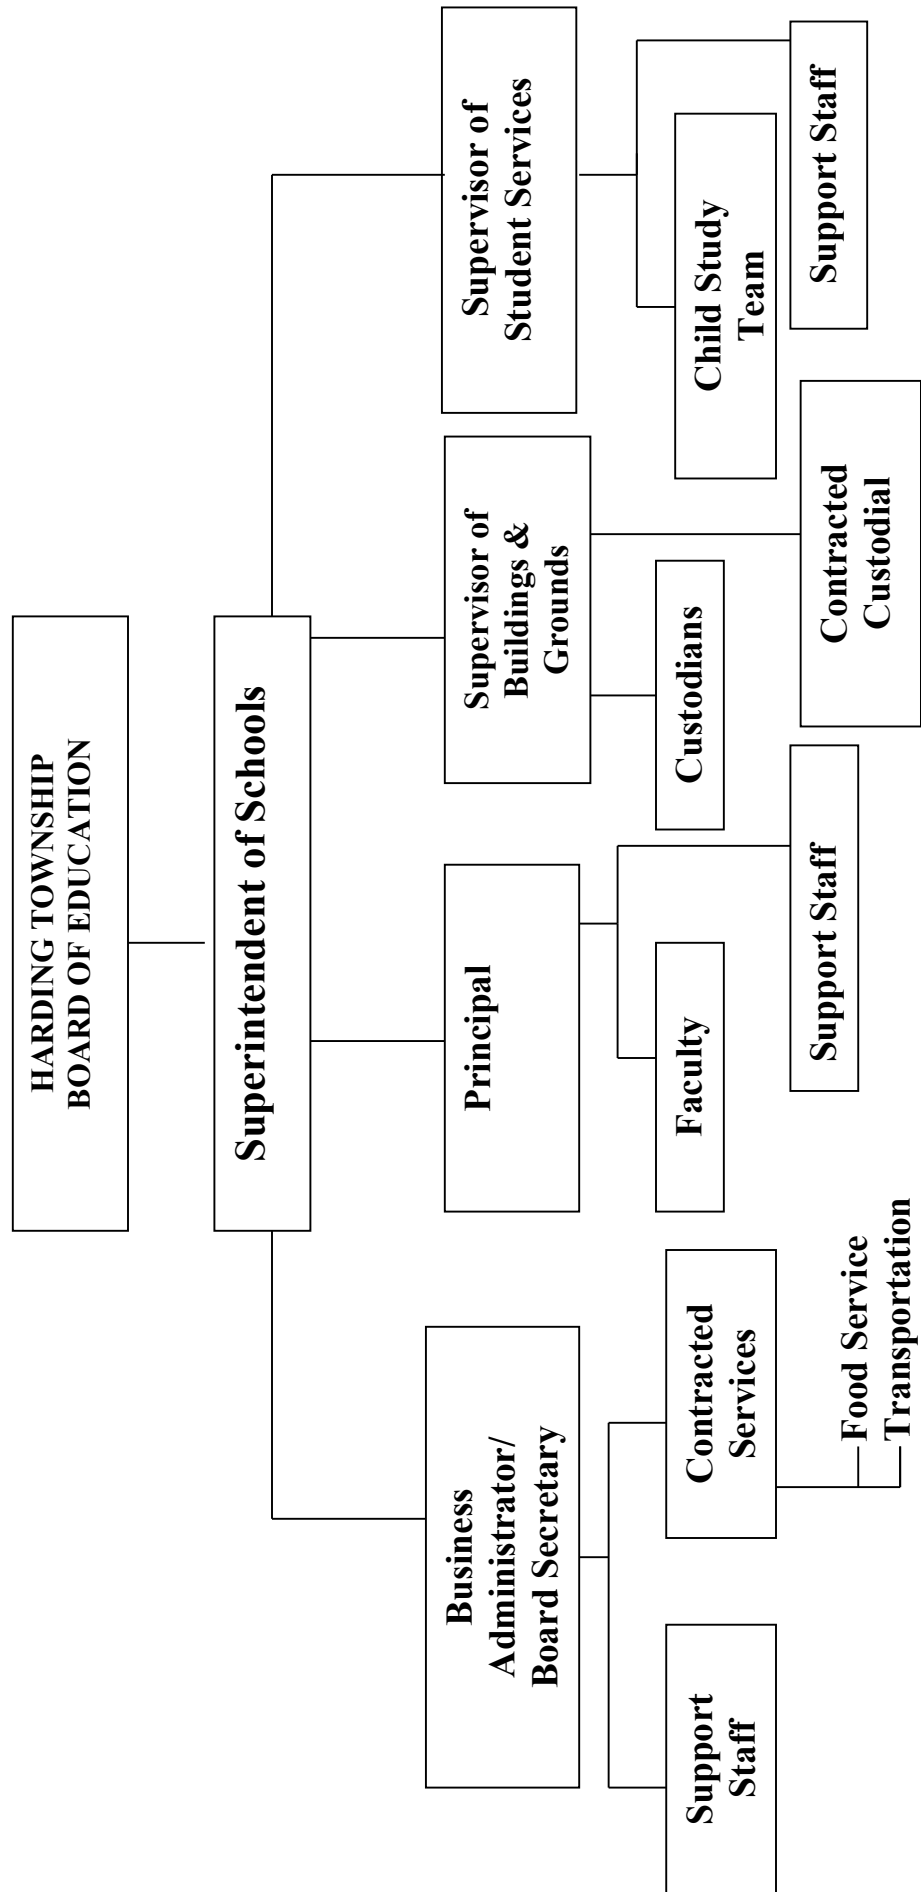 HARDING TOWNSHIP
BOARD OF EDUCATION
Superintendent of Schools
Business
Administrator/
Board Secretary
Principal
Supervisor of
Buildings &
Grounds
Supervisor of
Student Services
Support
Staff
Contracted
Services
Faculty
Custodians
Child Study
Team
Support Staff
Contracted
Custodial
Support Staff
Food Service
Transportation